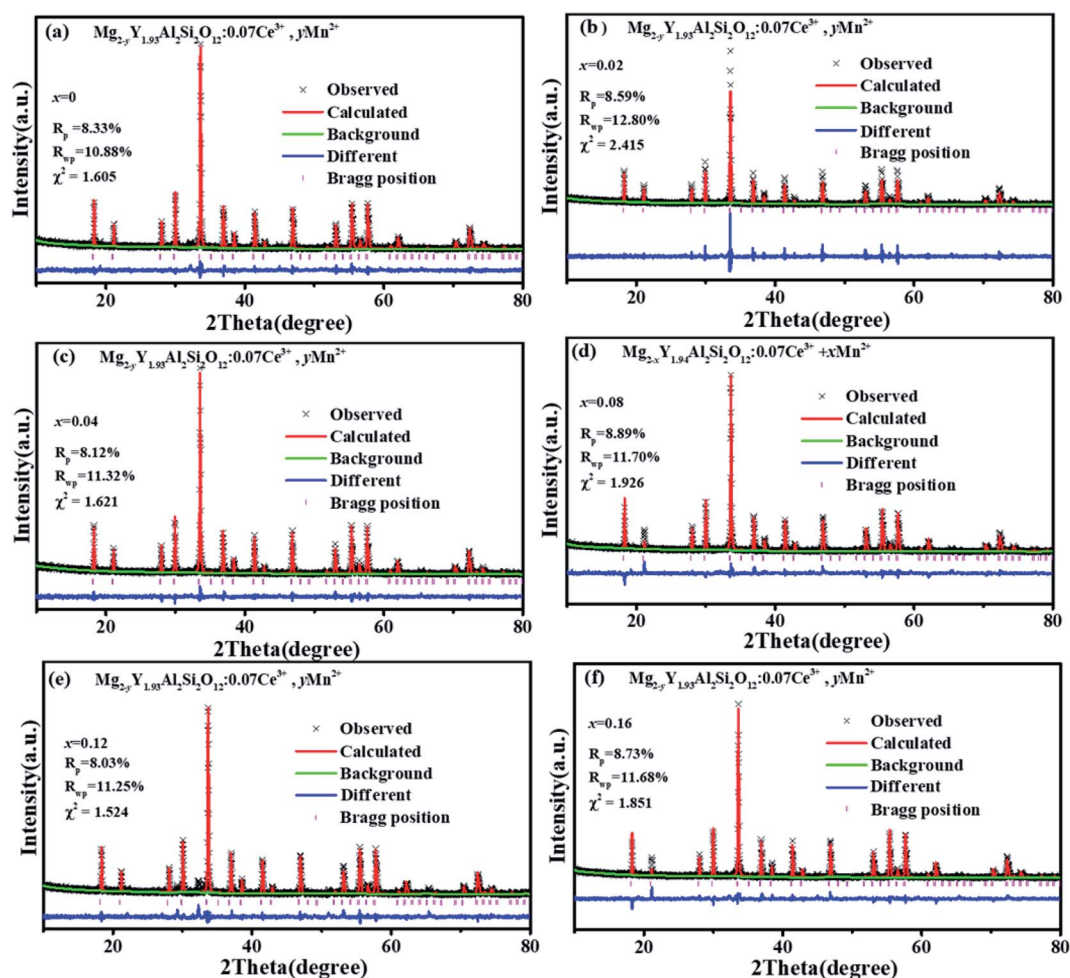 (a) Mg2-yY1.93Al2Si2O12:0.07Ce3+ , yMn2+
x=0
Rp =8.33%
Rwp=10.88%
χ2 = 1.605
Observed
Calculated
Background
Different
Bragg position
Intensity(a.u.)
20 40 60 80
2Theta(degree)
(b) Mg2-yY1.93Al2Si2O12:0.07Ce3+, yMn2+
x=0.02
Rp =8.59%
Rwp=12.80%
χ2 = 2.415
Observed
Calculated
Background
Different
Bragg position
Intensity(a.u.)
20 40 60 80
2Theta(degree)
(c) Mg2-yY1.93Al2Si2O12:0.07Ce3+ , yMn2+
x=0.04
Rp =8.12%
Rwp=11.32%
χ2 = 1.621
Observed
Calculated
Background
Different
Bragg position
Intensity(a.u.)
20 40 60 80
2Theta(degree)
(d) Mg2-xY1.94Al2Si2O12:0.07Ce3+ +xMn2+
x=0.08
Rp =8.89%
Rwp=11.70%
χ2 = 1.926
Observed
Calculated
Background
Different
Bragg position
Intensity(a.u.)
20 40 60 80
2Theta(degree)
(e) Mg2-yY1.93Al2Si2O12:0.07Ce3+ , yMn2+
x=0.12
Rp =8.03%
Rwp=11.25%
χ2 = 1.524
Observed
Calculated
Background
Different
Bragg position
Intensity(a.u.)
20 40 60 80
2Theta(degree)
(f) Mg2-yY1.93Al2Si2O12:0.07Ce3+ , yMn2+
x=0.16
Rp =8.73%
Rwp=11.68%
χ2 = 1.851
Observed
Calculated
Background
Different
Bragg position
Intensity(a.u.)
20 40 60 80
2Theta(degree)